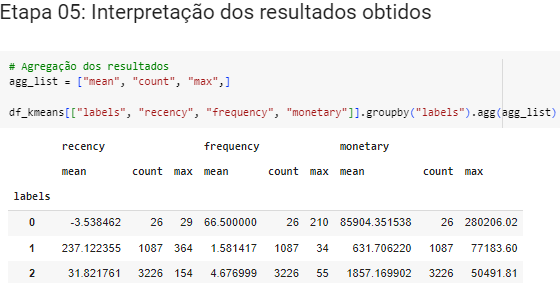 Etapa 05: Interpretação dos resultados obtidos
# Agregação dos resultados
agg_list = ["mean", "count", "max",]
df_kmeans[["labels", "recency", "frequency", "monetary"]].groupby("labels").agg(agg_list)
recency frequency monetary
mean count max mean count max mean count max
labels
0 -3.538462 26 29 66.500000 26 210 85904.351538 26 280206.02
1 237.122355 1087 364 1.581417 1087 34 631.706220 1087 77183.60
2 31.821761 3226 154 4.676999 3226 55 1857.169902 3226 50491.81